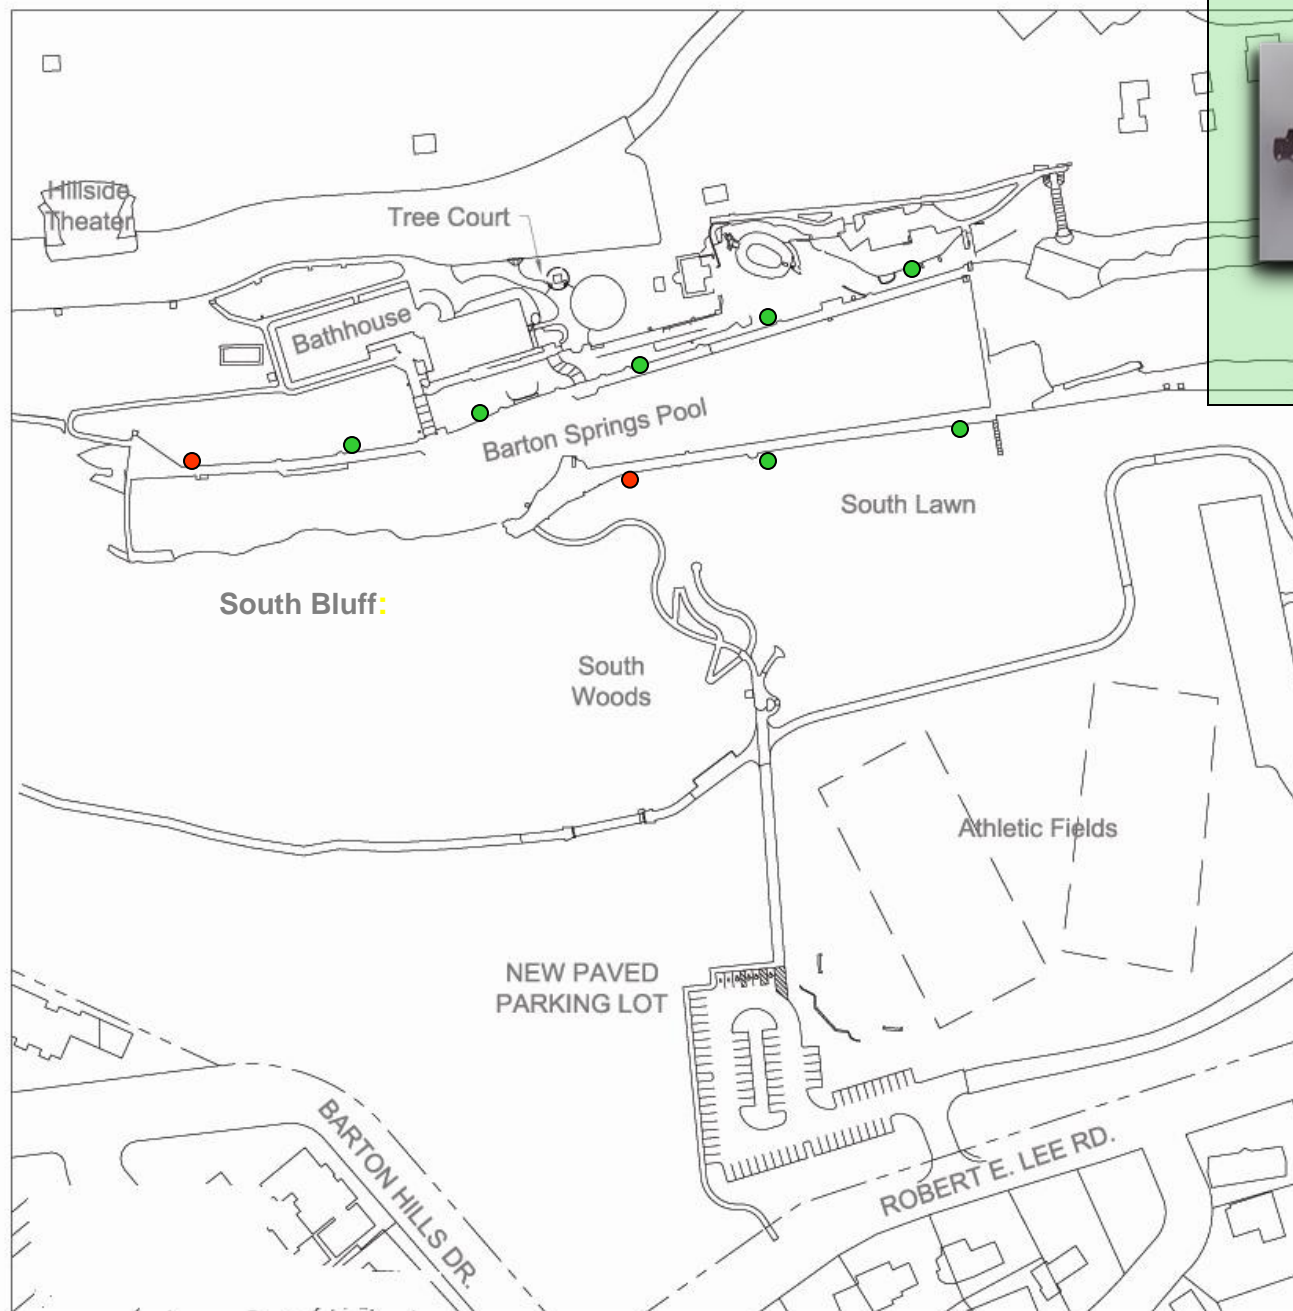 Hillside
Theater
Tree Court
Bathhouse
Barton Springs Pool
South Lawn
South Bluff:
South
Woods
Athletic Fields
NEW PAVED
PARKING LOT
BARTON HILLS DR.
ROBERT E. LEE RD.